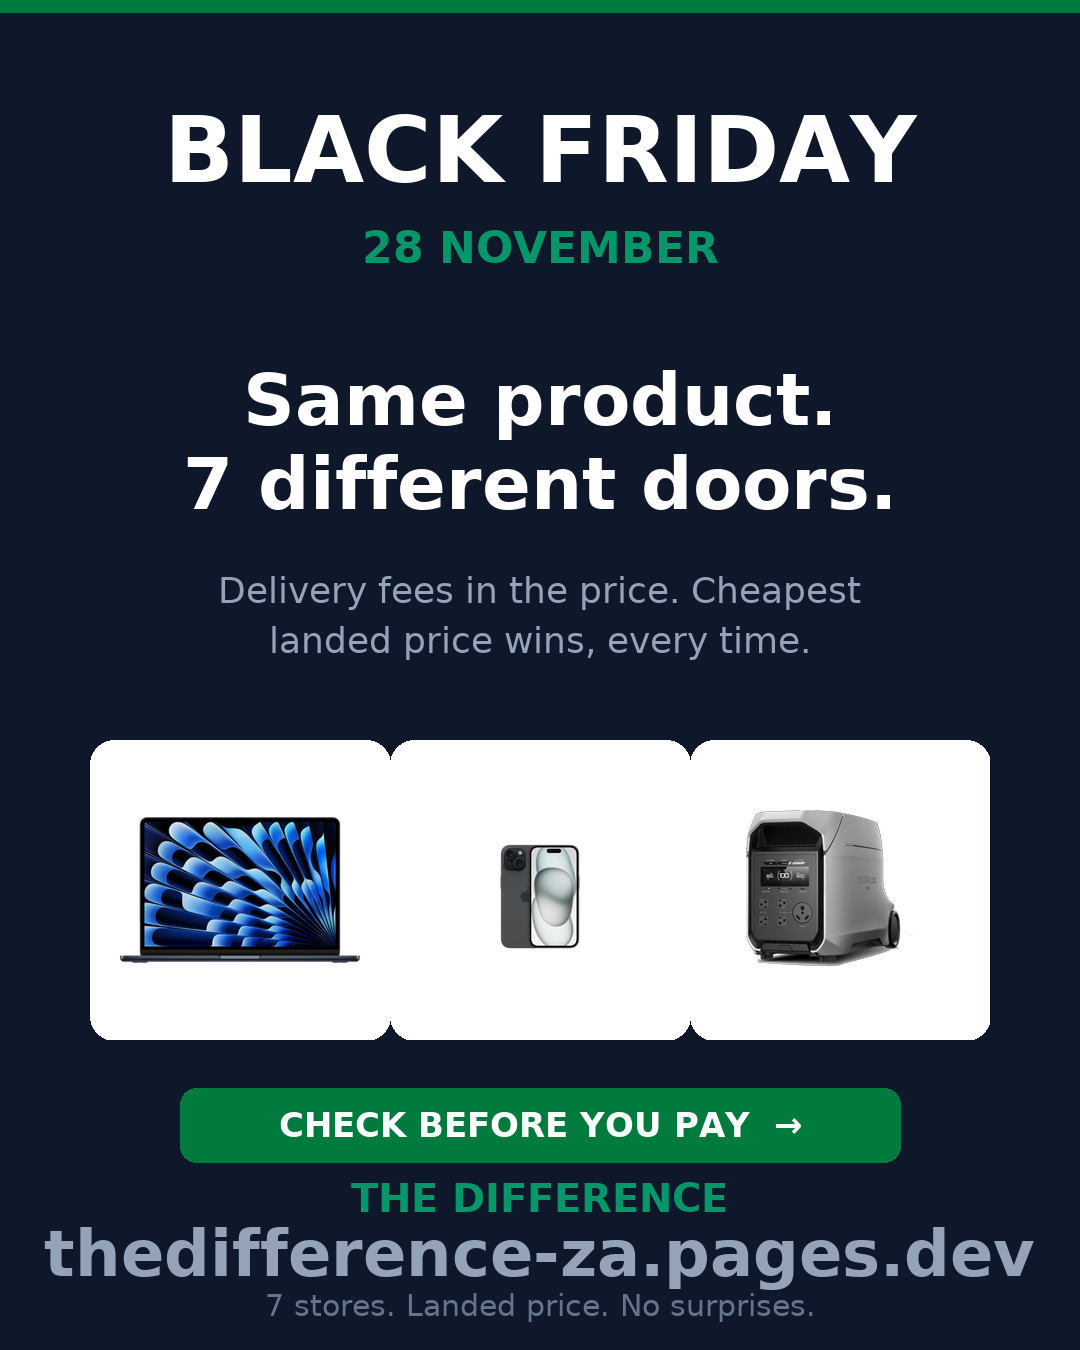 BLACK FRIDAY
28 NOVEMBER
Same product.
7 different doors.
Delivery fees in the price. Cheapest
landed price wins, every time.
100
CHECK BEFORE YOU PAY →
THE DIFFERENCE
thedifference-za.pages.dev
7 stores. Landed price. No surprises.